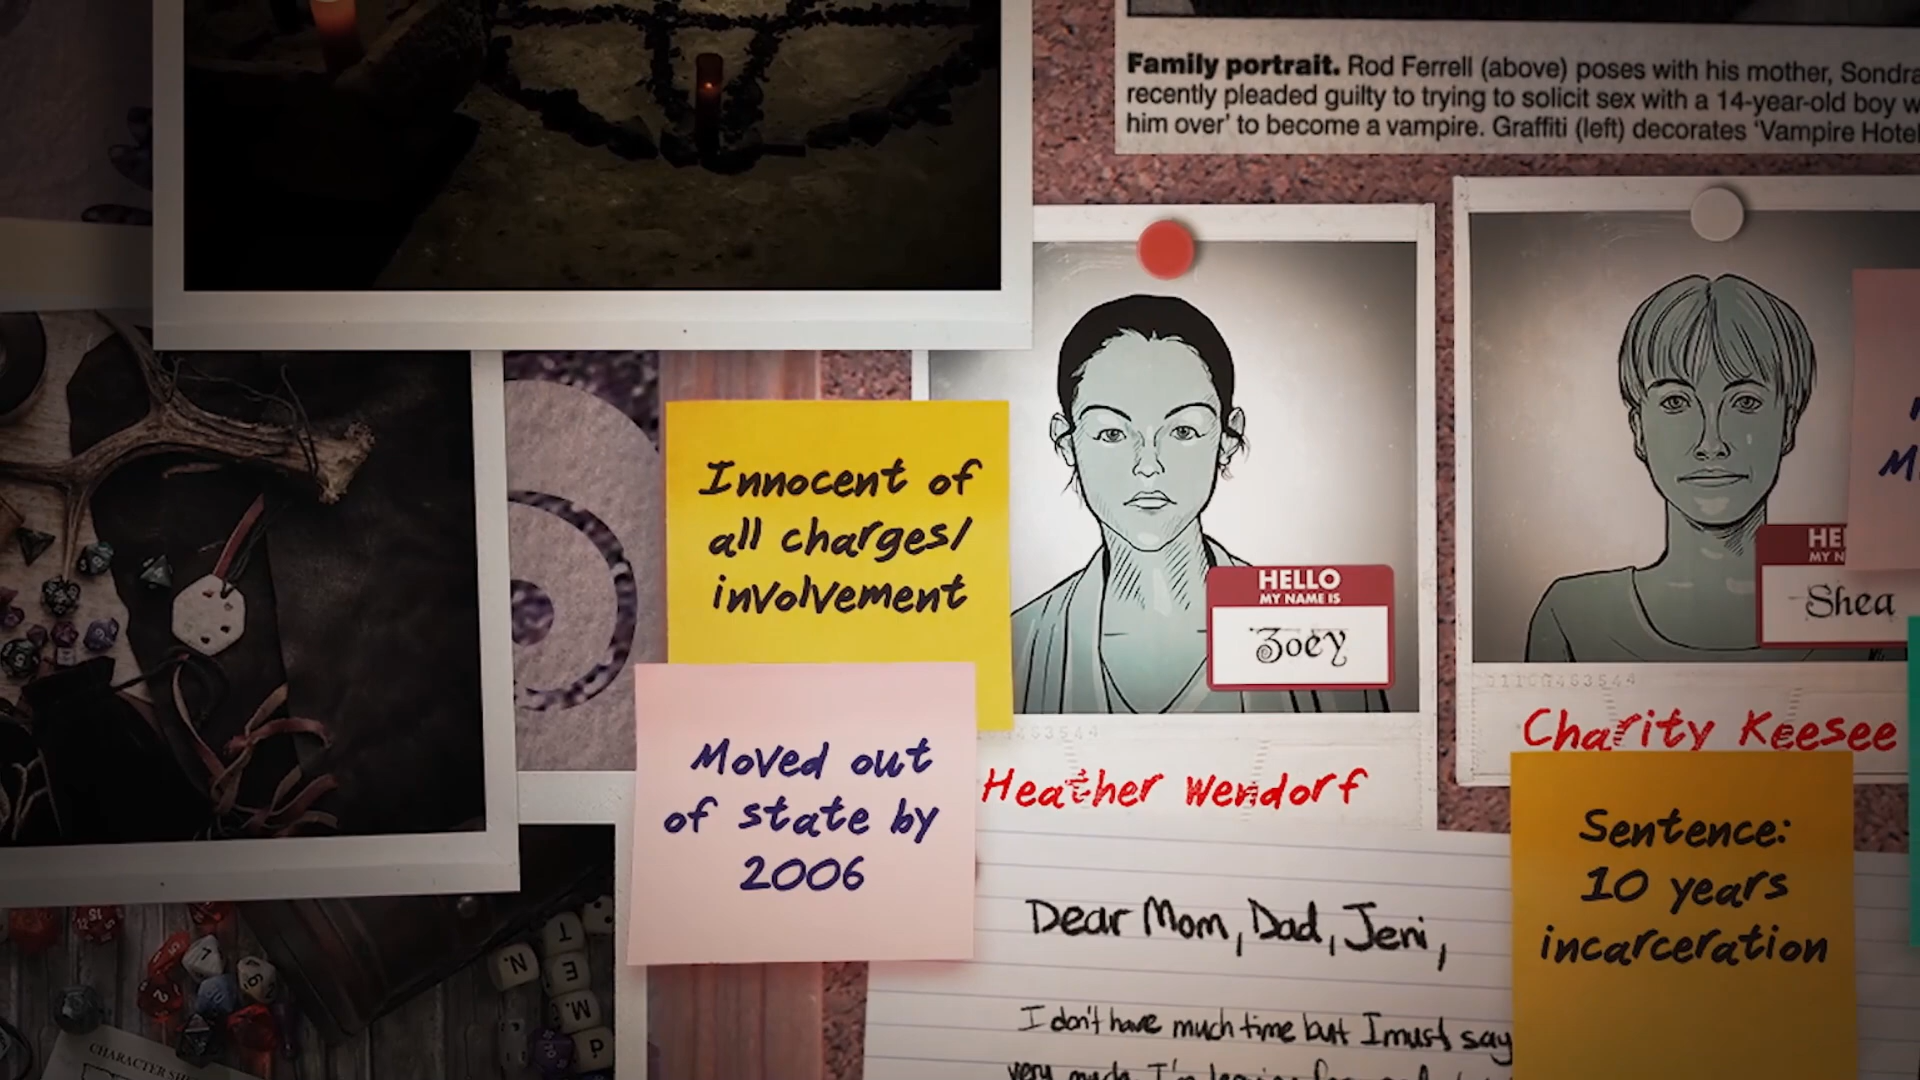 Family portrait. Rod Ferrell (above) poses with his mother, Sondra
recently pleaded guilty to trying to solicit sex with a 14-year-old boy
him over' to become a vampire. Graffiti (left) decorates 'Vampire Hotel
Innocent of
all charges/
involvement
HELLO
MY NAME IS
Zoey
Shea
Heather Wendorf
Charity Keesee
Moved out
of state by
2006
Sentence:
10 years
incarceration
Dear Mom, Dad, Jeni,
I don't have much time but I must say
very much. I'm
CHARACTER